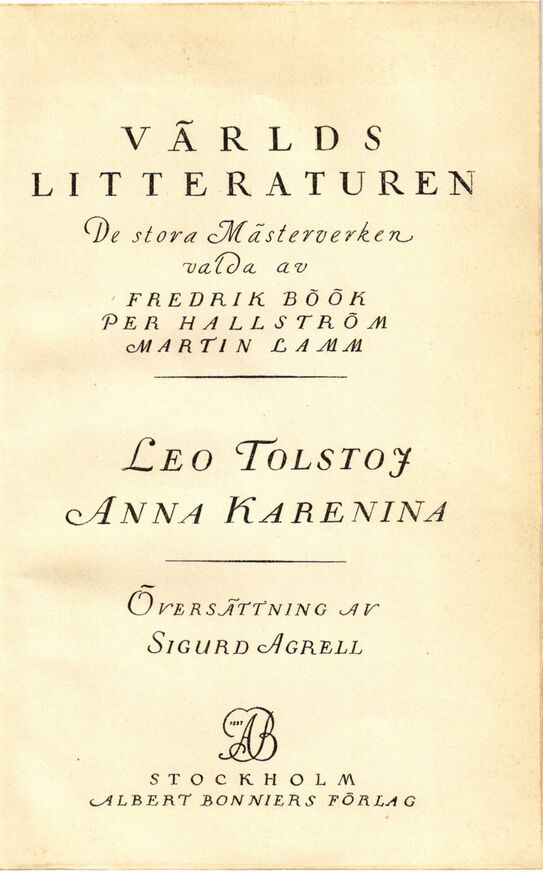 VÄRLDS
LITTERATUREN
De stora Mästerverken
valda av
FREDRIK BÖÖK
PER HALLSTRÖM
MARTIN LAMM
LEO TOLSTOJ
ANNA KARENINA
ÖVERSÄTTNING AV
SIGURD AGRELL
1837
AB
STOCKHOLM
ALBERT BONNIERS FÖRLAG